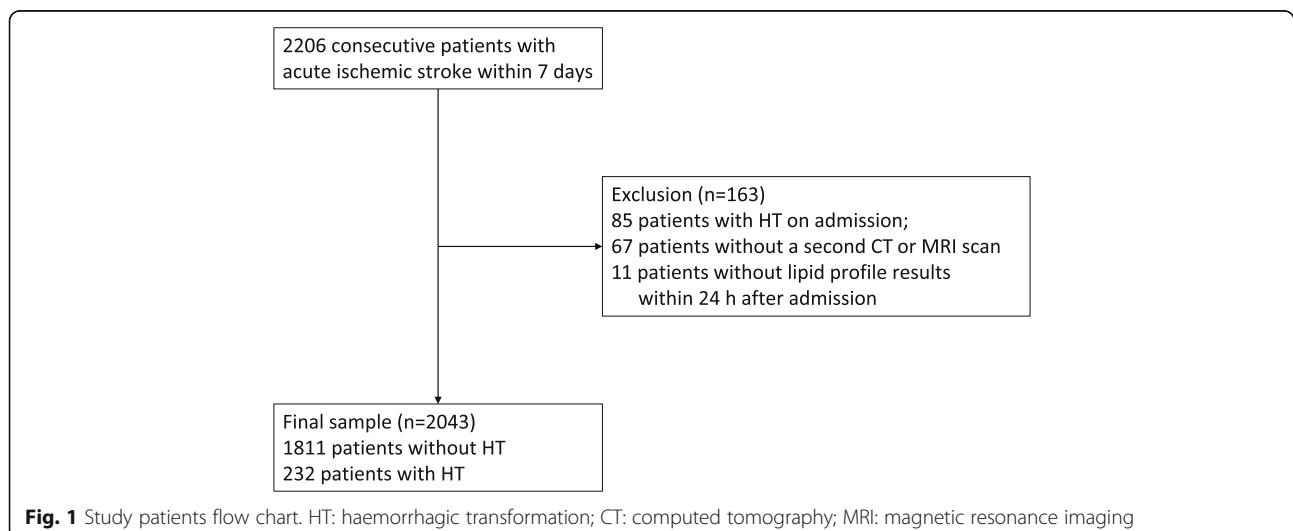 2206 consecutive patients with
acute ischemic stroke within 7 days
Exclusion (n=163)
85 patients with HT on admission;
67 patients without a second CT or MRI scan
11 patients without lipid profile results
within 24 h after admission
Final sample (n=2043)
1811 patients without HT
232 patients with HT
Fig. 1 Study patients flow chart. HT: haemorrhagic transformation; CT: computed tomography; MRI: magnetic resonance imaging